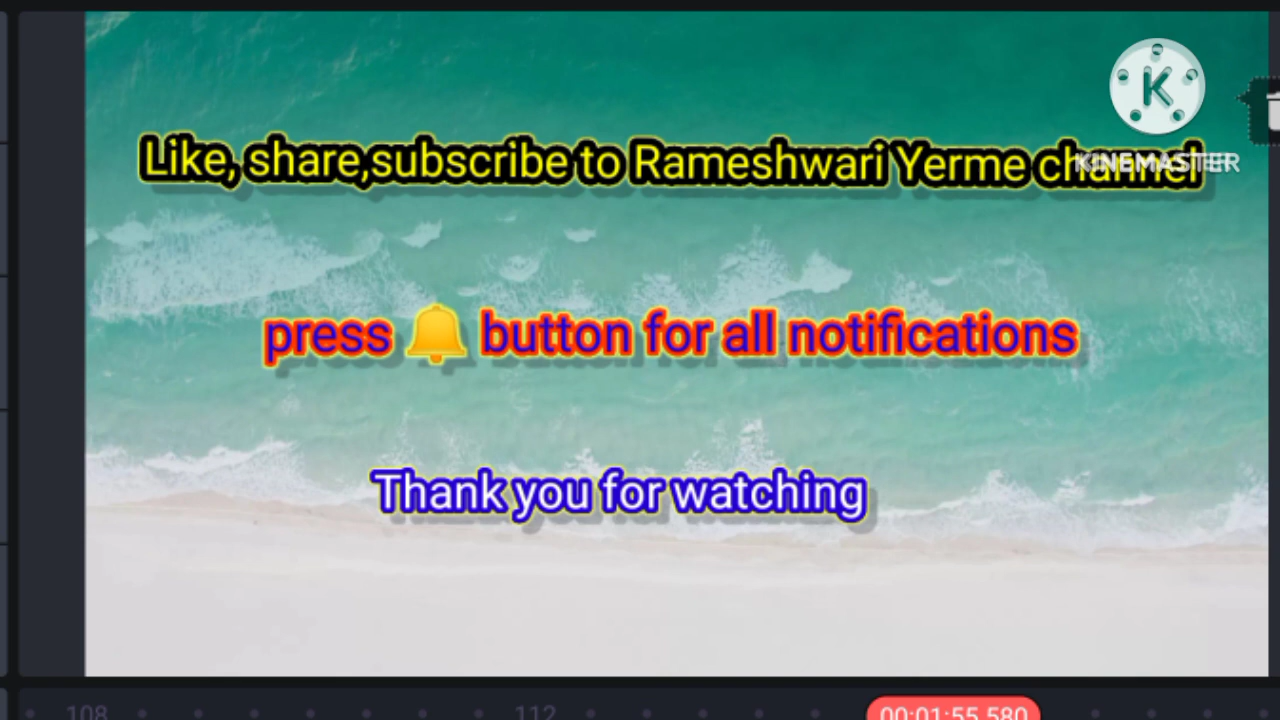 Like, share,subscribe to Rameshwari Yerme channel
KINEMASTER
press 🔔 button for all notifications
Thank you for watching
108
112
00:01:55.580